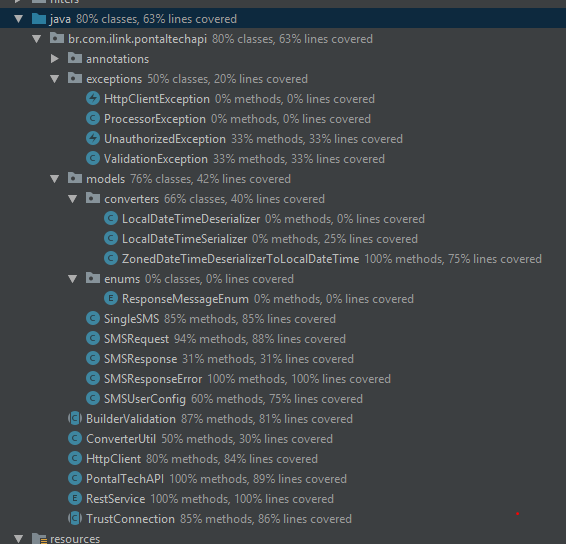 java 80% classes, 63% lines covered
br.com.ilink.pontaltechapi 80% classes, 63% lines covered
annotations
exceptions 50% classes, 20% lines covered
HttpClientException 0% methods, 0% lines covered
C ProcessorException 0% methods, 0% lines covered
UnauthorizedException 33% methods, 33% lines covered
C ValidationException 33% methods, 33% lines covered
models 76% classes, 42% lines covered
converters 66% classes, 40% lines covered
C LocalDateTimeDeserializer 0% methods, 0% lines covered
C LocalDateTimeSerializer 0% methods, 25% lines covered
C ZonedDateTimeDeserializerToLocalDateTime 100% methods, 75% lines covered
enums 0% classes, 0% lines covered
E ResponseMessageEnum 0% methods, 0% lines covered
C SingleSMS 85% methods, 85% lines covered
C SMSRequest 94% methods, 88% lines covered
C SMSResponse 31% methods, 31% lines covered
C SMSResponseError 100% methods, 100% lines covered
C SMSUserConfig 60% methods, 75% lines covered
C BuilderValidation 87% methods, 81% lines covered
C ConverterUtil 50% methods, 30% lines covered
C HttpClient 80% methods, 84% lines covered
C PontalTechAPI 100% methods, 89% lines covered
E RestService 100% methods, 100% lines covered
C TrustConnection 85% methods, 86% lines covered
resources